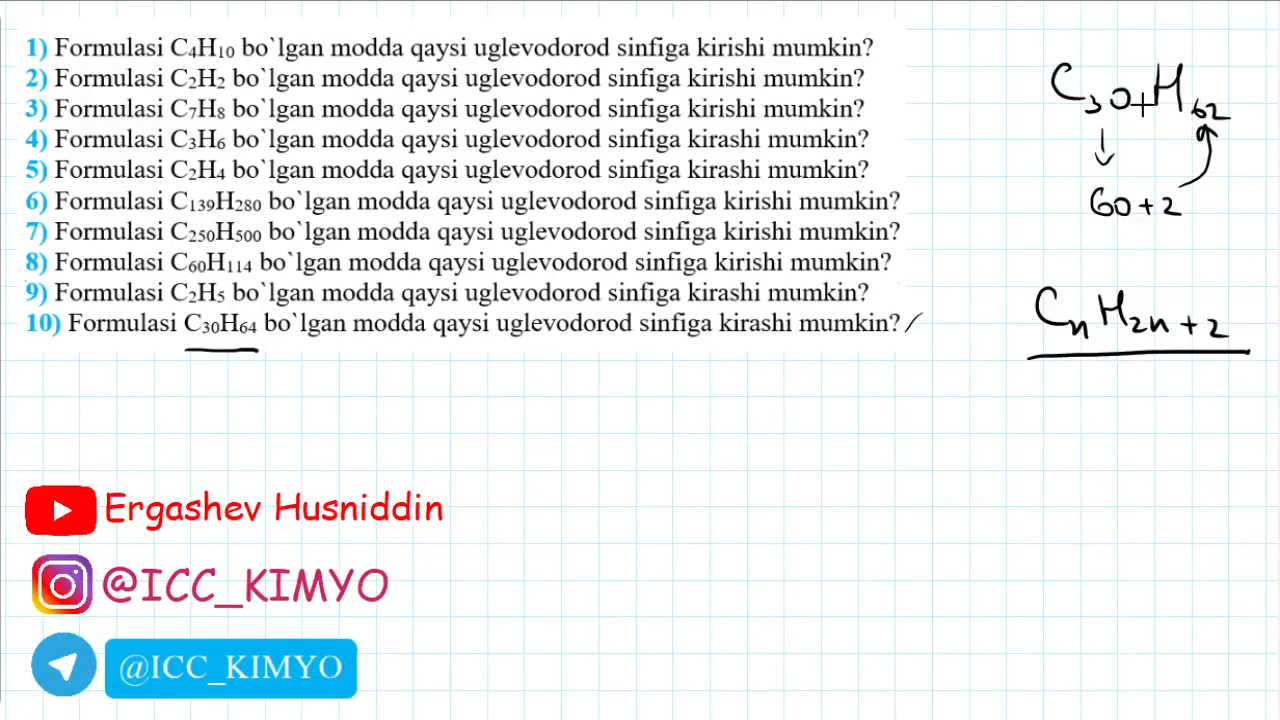 1) Formulasi C₄H₁₀ bo`lgan modda qaysi uglevodorod sinfiga kirishi mumkin?
2) Formulasi C₂H₂ bo`lgan modda qaysi uglevodorod sinfiga kirishi mumkin?
3) Formulasi C₇H₈ bo`lgan modda qaysi uglevodorod sinfiga kirishi mumkin?
4) Formulasi C₃H₆ bo`lgan modda qaysi uglevodorod sinfiga kirashi mumkin?
5) Formulasi C₂H₄ bo`lgan modda qaysi uglevodorod sinfiga kirashi mumkin?
6) Formulasi C₁₃₉H₂₈₀ bo`lgan modda qaysi uglevodorod sinfiga kirishi mumkin?
7) Formulasi C₂₅₀H₅₀₀ bo`lgan modda qaysi uglevodorod sinfiga kirishi mumkin?
8) Formulasi C₆₀H₁₁₄ bo`lgan modda qaysi uglevodorod sinfiga kirishi mumkin?
9) Formulasi C₂H₅ bo`lgan modda qaysi uglevodorod sinfiga kirashi mumkin?
10) Formulasi C₃₀H₆₄ bo`lgan modda qaysi uglevodorod sinfiga kirashi mumkin?
C₃₀+H₆₂
60+2
CₙH₂ₙ₊₂
Ergashev Husniddin
@ICC_KIMYO
@ICC_KIMYO